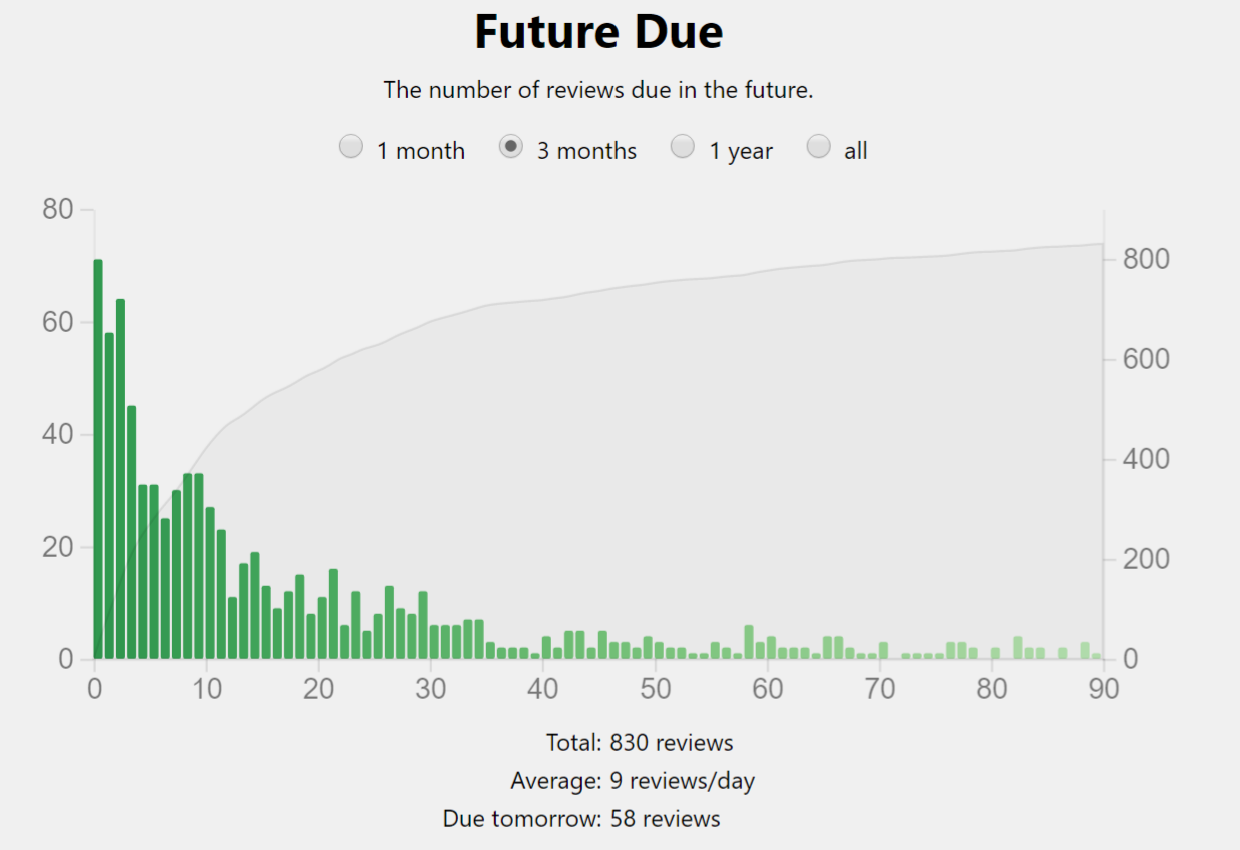 Future Due
The number of reviews due in the future.
1 month 3 months 1 year all
80
60
40
20
0
800
600
400
200
0
0 10 20 30 40 50 60 70 80 90
Total: 830 reviews
Average: 9 reviews/day
Due tomorrow: 58 reviews